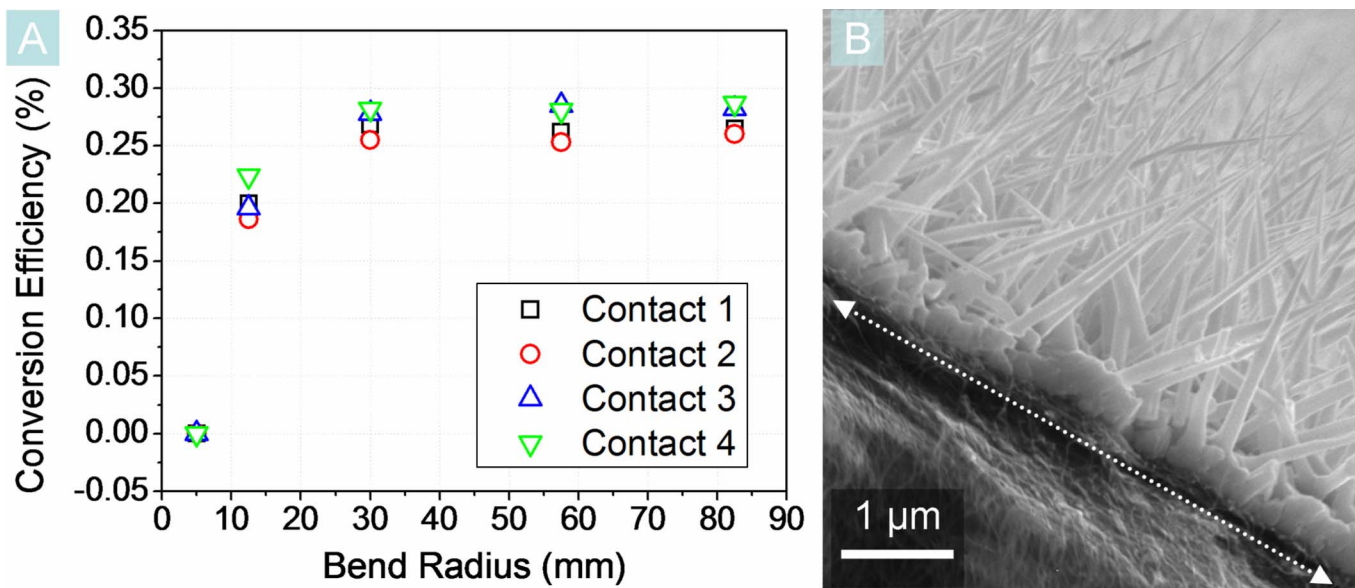 A
Conversion Efficiency (%)
0.35
0.30
0.25
0.20
0.15
0.10
0.05
0.00
-0.05
Contact 1
Contact 2
Contact 3
Contact 4
0 10 20 30 40 50 60 70 80 90
Bend Radius (mm)
B
1 μm